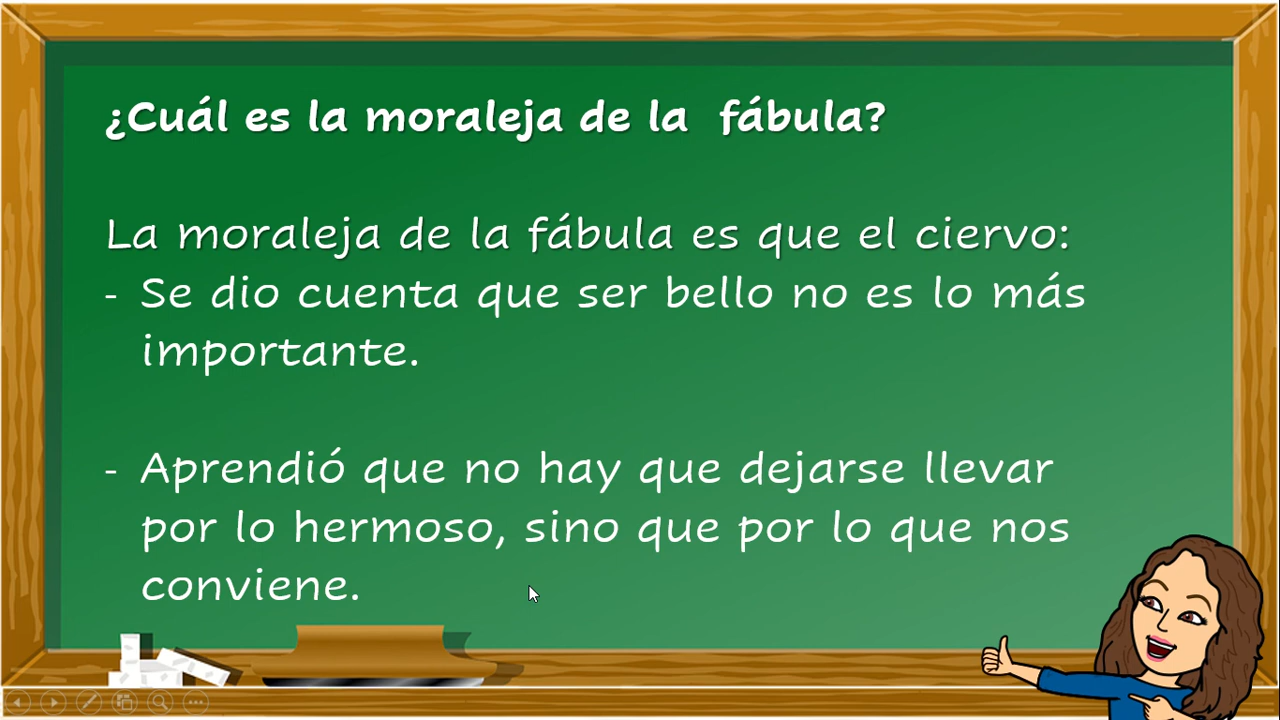 ¿Cuál es la moraleja de la fábula?
La moraleja de la fábula es que el ciervo:
- Se dio cuenta que ser bello no es lo más
importante.
- Aprendió que no hay que dejarse llevar
por lo hermoso, sino que por lo que nos
conviene.